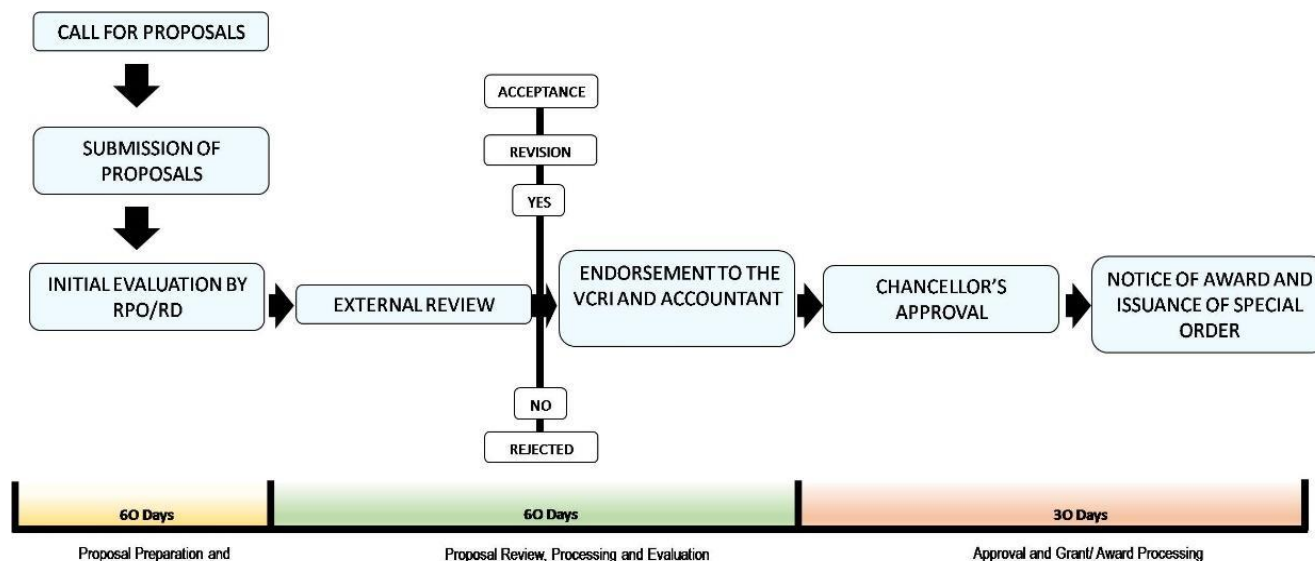 CALL FOR PROPOSALS
SUBMISSION OF
PROPOSALS
INITIAL EVALUATION BY
RPO/RD
EXTERNAL REVIEW
ACCEPTANCE
REVISION
YES
NO
REJECTED
ENDORSEMENT TO THE
VCRI AND ACCOUNTANT
CHANCELLOR'S
APPROVAL
NOTICE OF AWARD AND
ISSUANCE OF SPECIAL
ORDER
60 Days
60 Days
30 Days
Proposal Preparation and
Proposal Review, Processing and Evaluation
Approval and Grant/ Award Processing